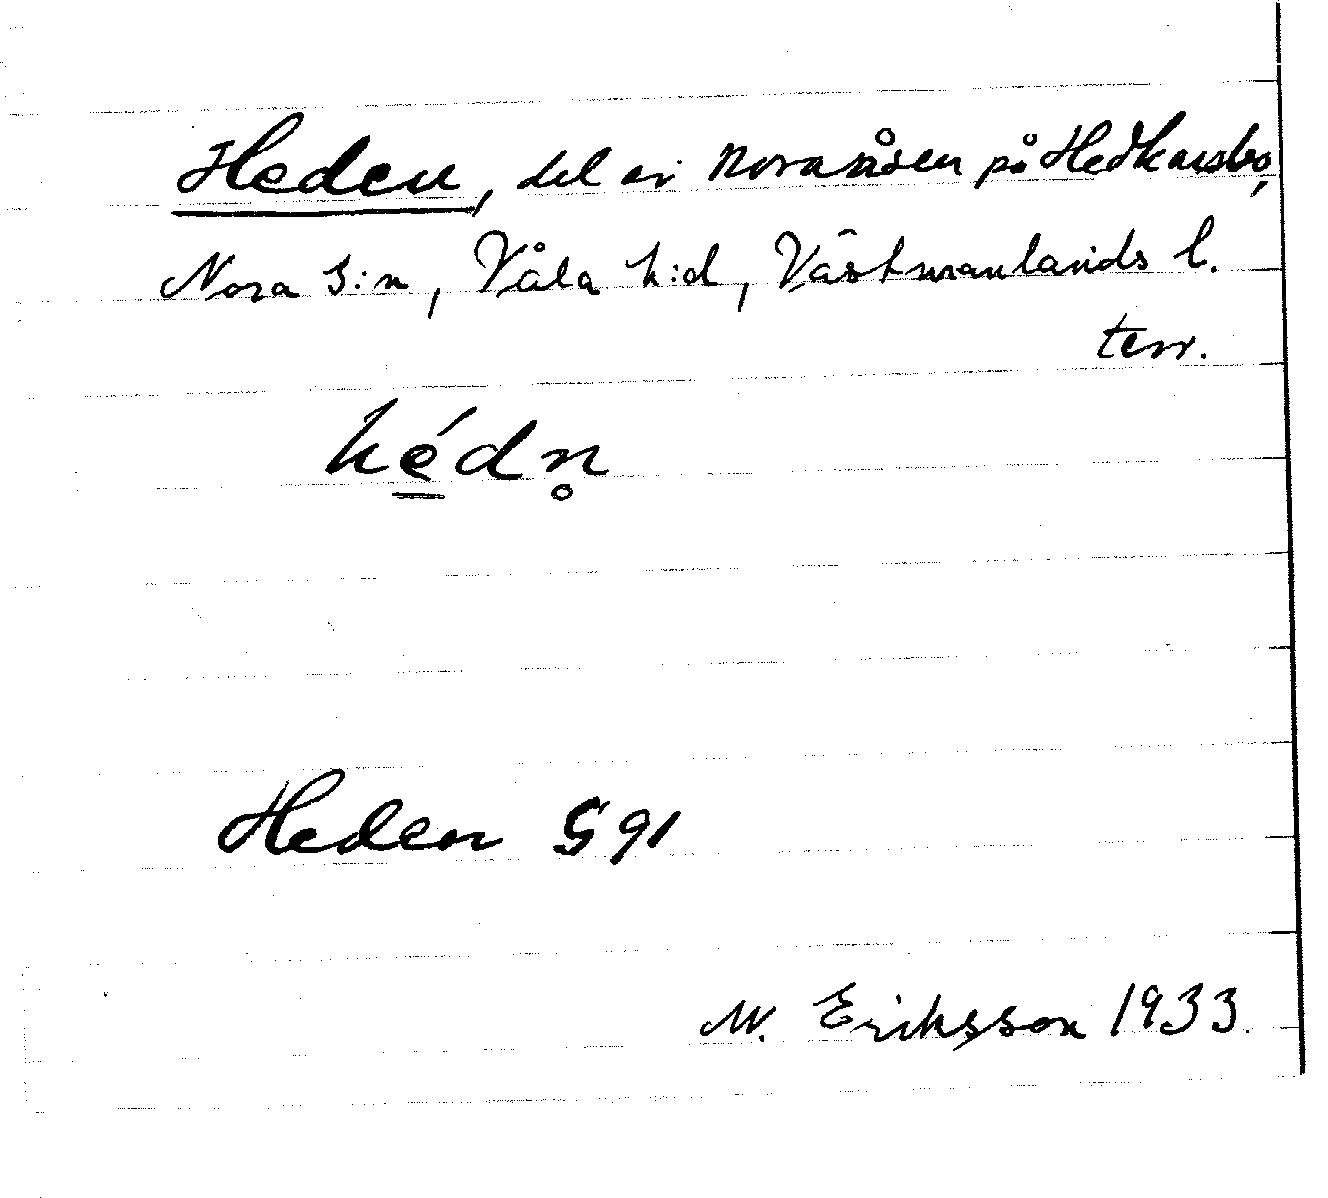 Heden, del av Noraåsen på Hedkarsbo,
Nora s:n, Våla h:d, Västmanlands l.
terr.
hédn̥
Heden S 91
M. Eriksson 1933.